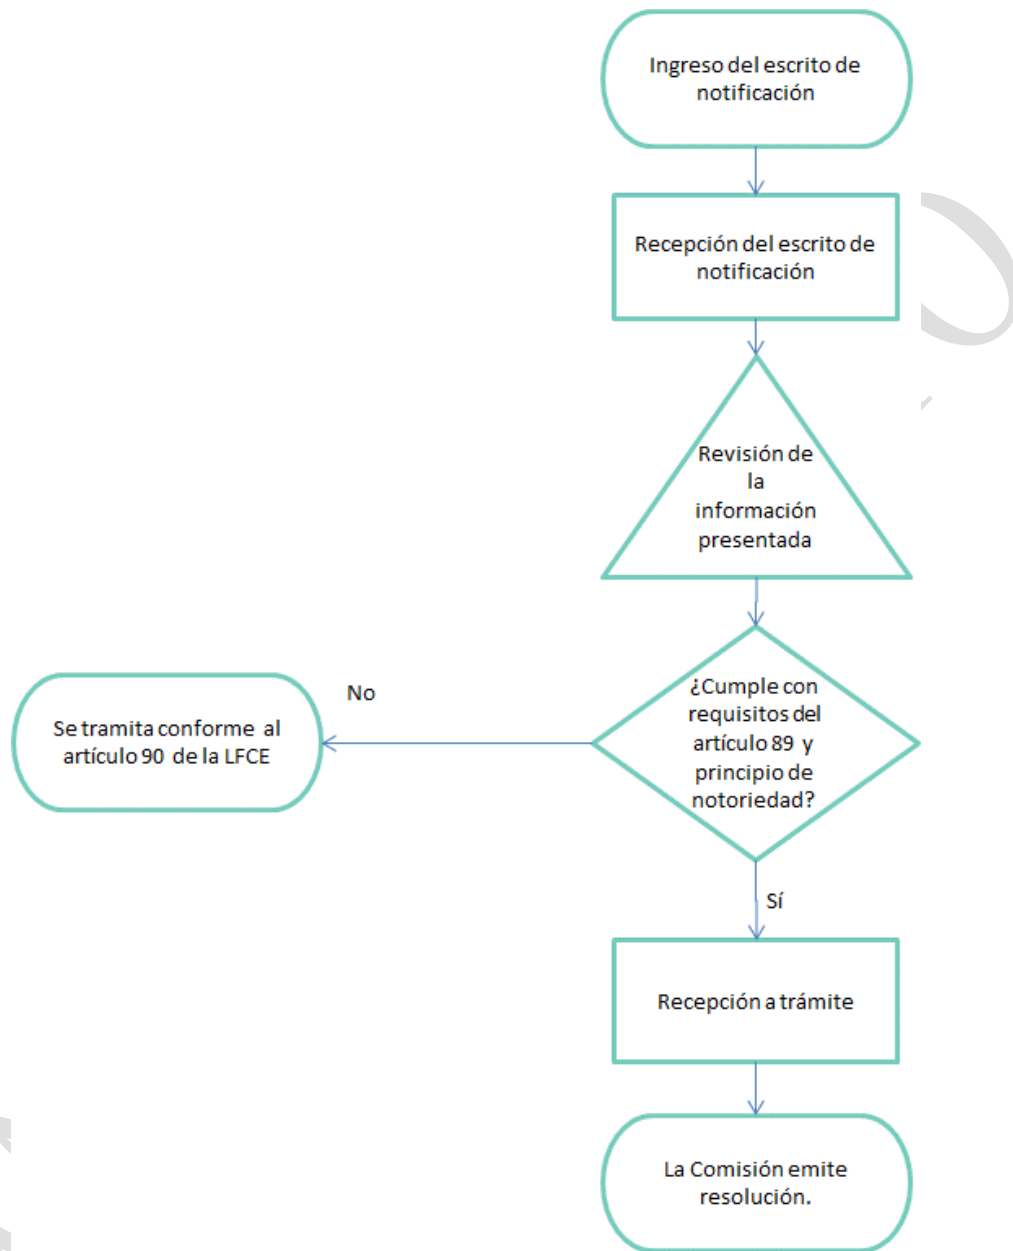 Ingreso del escrito de
notificación
Recepción del escrito de
notificación
Revisión de
la
información
presentada
¿Cumple con
requisitos del
artículo 89 y
principio de
notoriedad?
No
Se tramita conforme al
artículo 90 de la LFCE
Sí
Recepción a trámite
La Comisión emite
resolución.